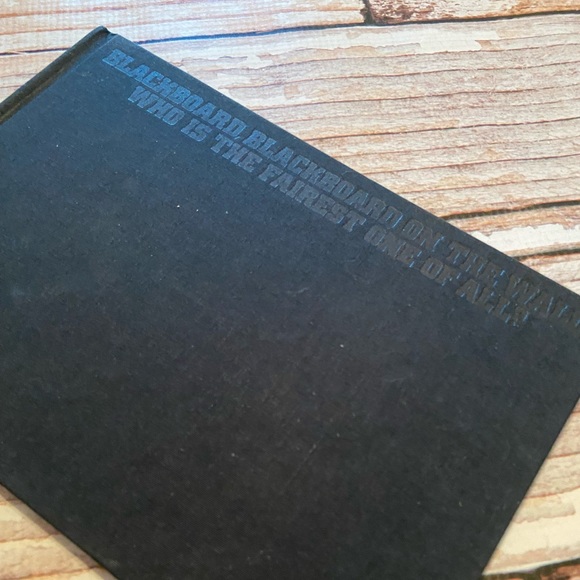 BLACKBOARD, BLACKBOARD ON THE WALL
WHO IS THE FAIREST ONE OF ALL?